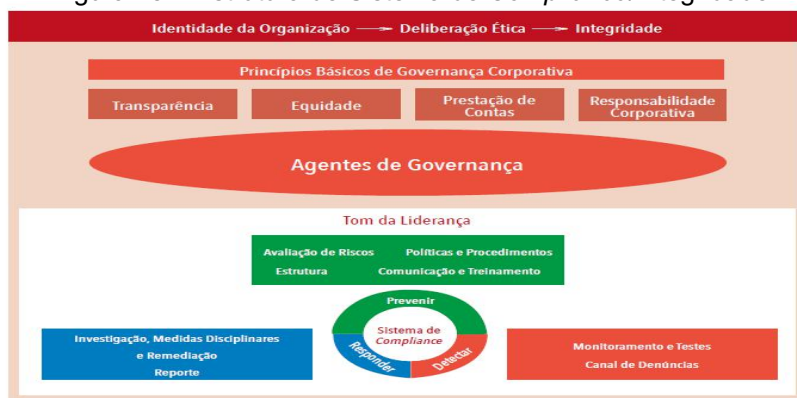 Identidade da Organização → Deliberação Ética → Integridade
Princípios Básicos de Governança Corporativa
Transparência
Equidade
Prestação de
Contas
Responsabilidade
Corporativa
Agentes de Governança
Tom da Liderança
Avaliação de Riscos Políticas e Procedimentos
Estrutura Comunicação e Treinamento
Prevenir
Sistema de
Compliance
Responder
Detectar
Investigação, Medidas Disciplinares
e Remediação
Reporte
Monitoramento e Testes
Canal de Denúncias